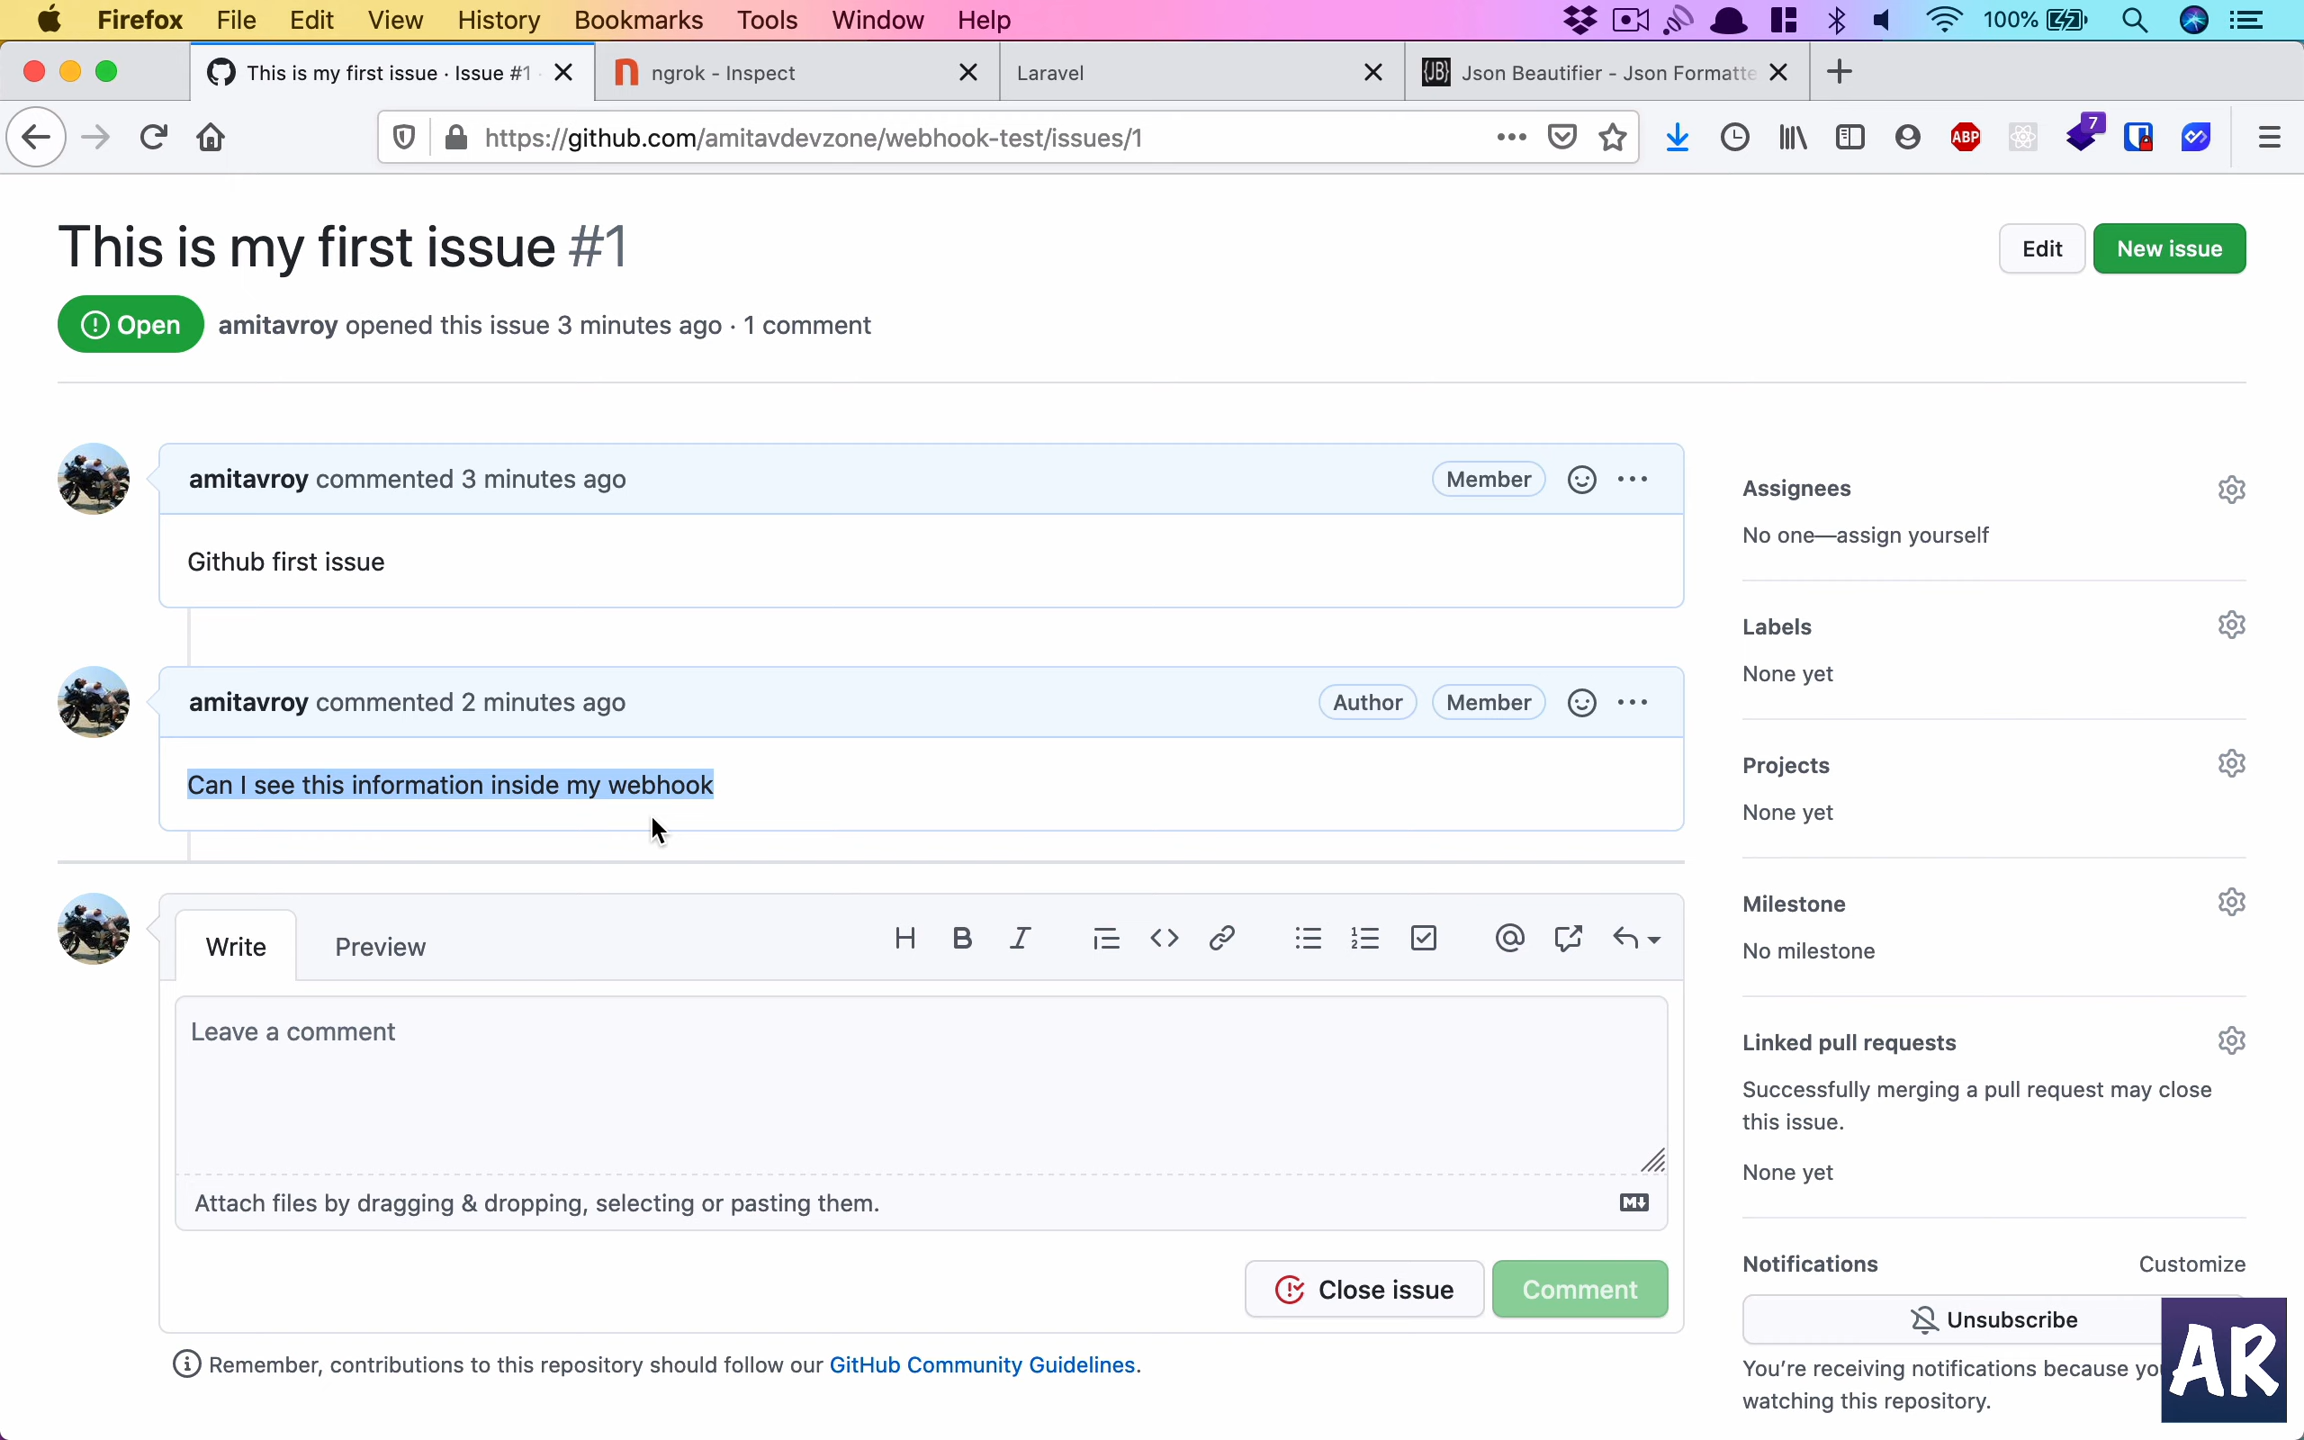 Firefox File Edit View History Bookmarks Tools Window Help 100%
This is my first issue · Issue #1 ngrok - Inspect Laravel {JB} Json Beautifier - Json Formatte
https://github.com/amitavdevzone/webhook-test/issues/1 ABP 7
This is my first issue #1
Edit New issue
Open amitavroy opened this issue 3 minutes ago · 1 comment
amitavroy commented 3 minutes ago Member
Github first issue
amitavroy commented 2 minutes ago Author Member
Can I see this information inside my webhook
Write Preview
Leave a comment
Attach files by dragging & dropping, selecting or pasting them.
Close issue Comment
Remember, contributions to this repository should follow our GitHub Community Guidelines.
Assignees
No one—assign yourself
Labels
None yet
Projects
None yet
Milestone
No milestone
Linked pull requests
Successfully merging a pull request may close
this issue.
None yet
Notifications Customize
Unsubscribe
You're receiving notifications because yo
watching this repository.
AR